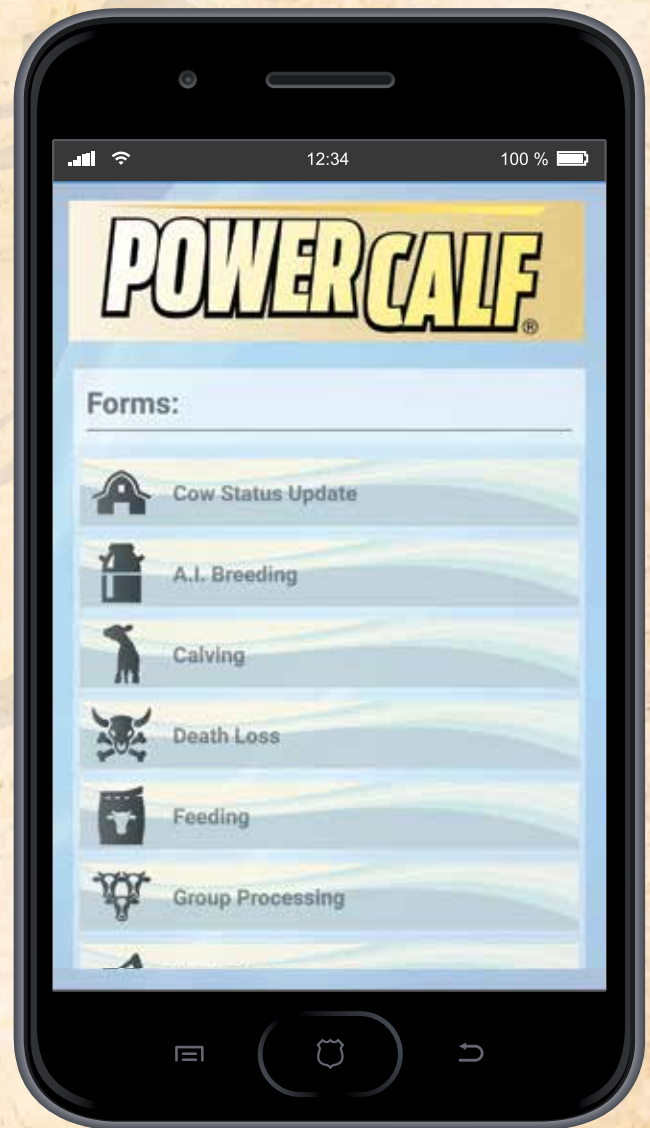 12:34
100 %
POWERCALF®
Forms:
Cow Status Update
A.I. Breeding
Calving
Death Loss
Feeding
Group Processing